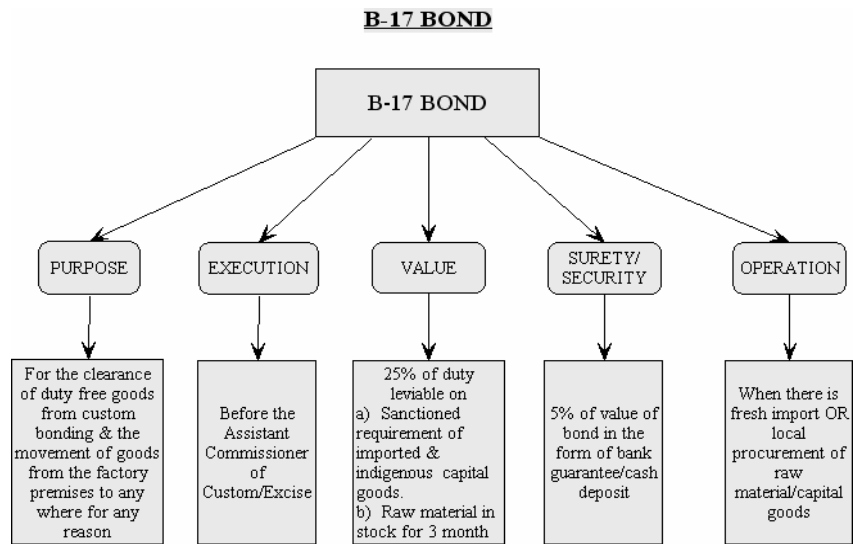 B-17 BOND
B-17 BOND
PURPOSE
EXECUTION
VALUE
SURETY/
SECURITY
OPERATION
For the clearance
of duty free goods
from custom
bonding & the
movement of goods
from the factory
premises to any
where for any
reason
Before the
Assistant
Commissioner
of
Custom/Excise
25% of duty
leviable on
a) Sanctioned
requirement of
imported &
indigenous capital
goods.
b) Raw material in
stock for 3 month
5% of value of
bond in the
form of bank
guarantee/cash
deposit
When there is
fresh import OR
local
procurement of
raw
material/capital
goods